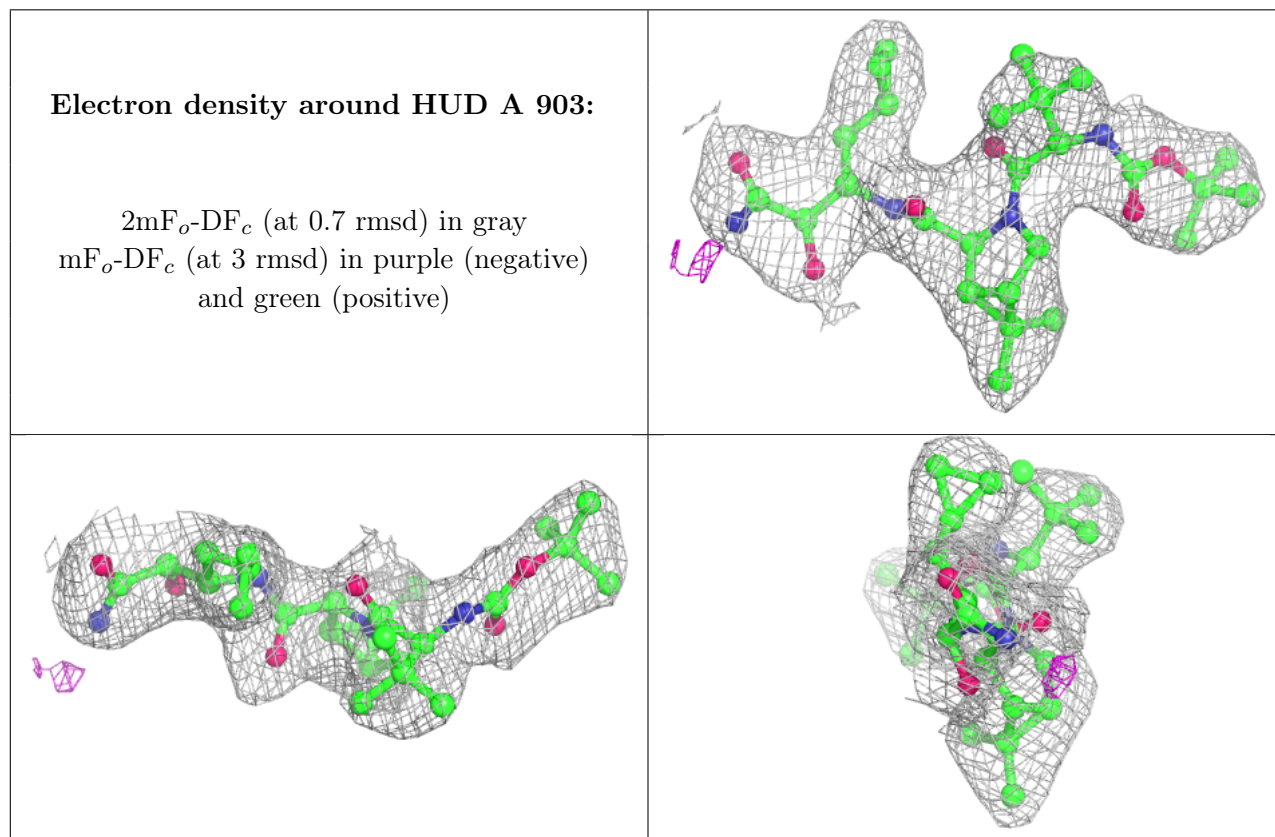 Electron density around HUD A 903:
2mFo-DFc (at 0.7 rmsd) in gray
mFo-DFc (at 3 rmsd) in purple (negative)
and green (positive)